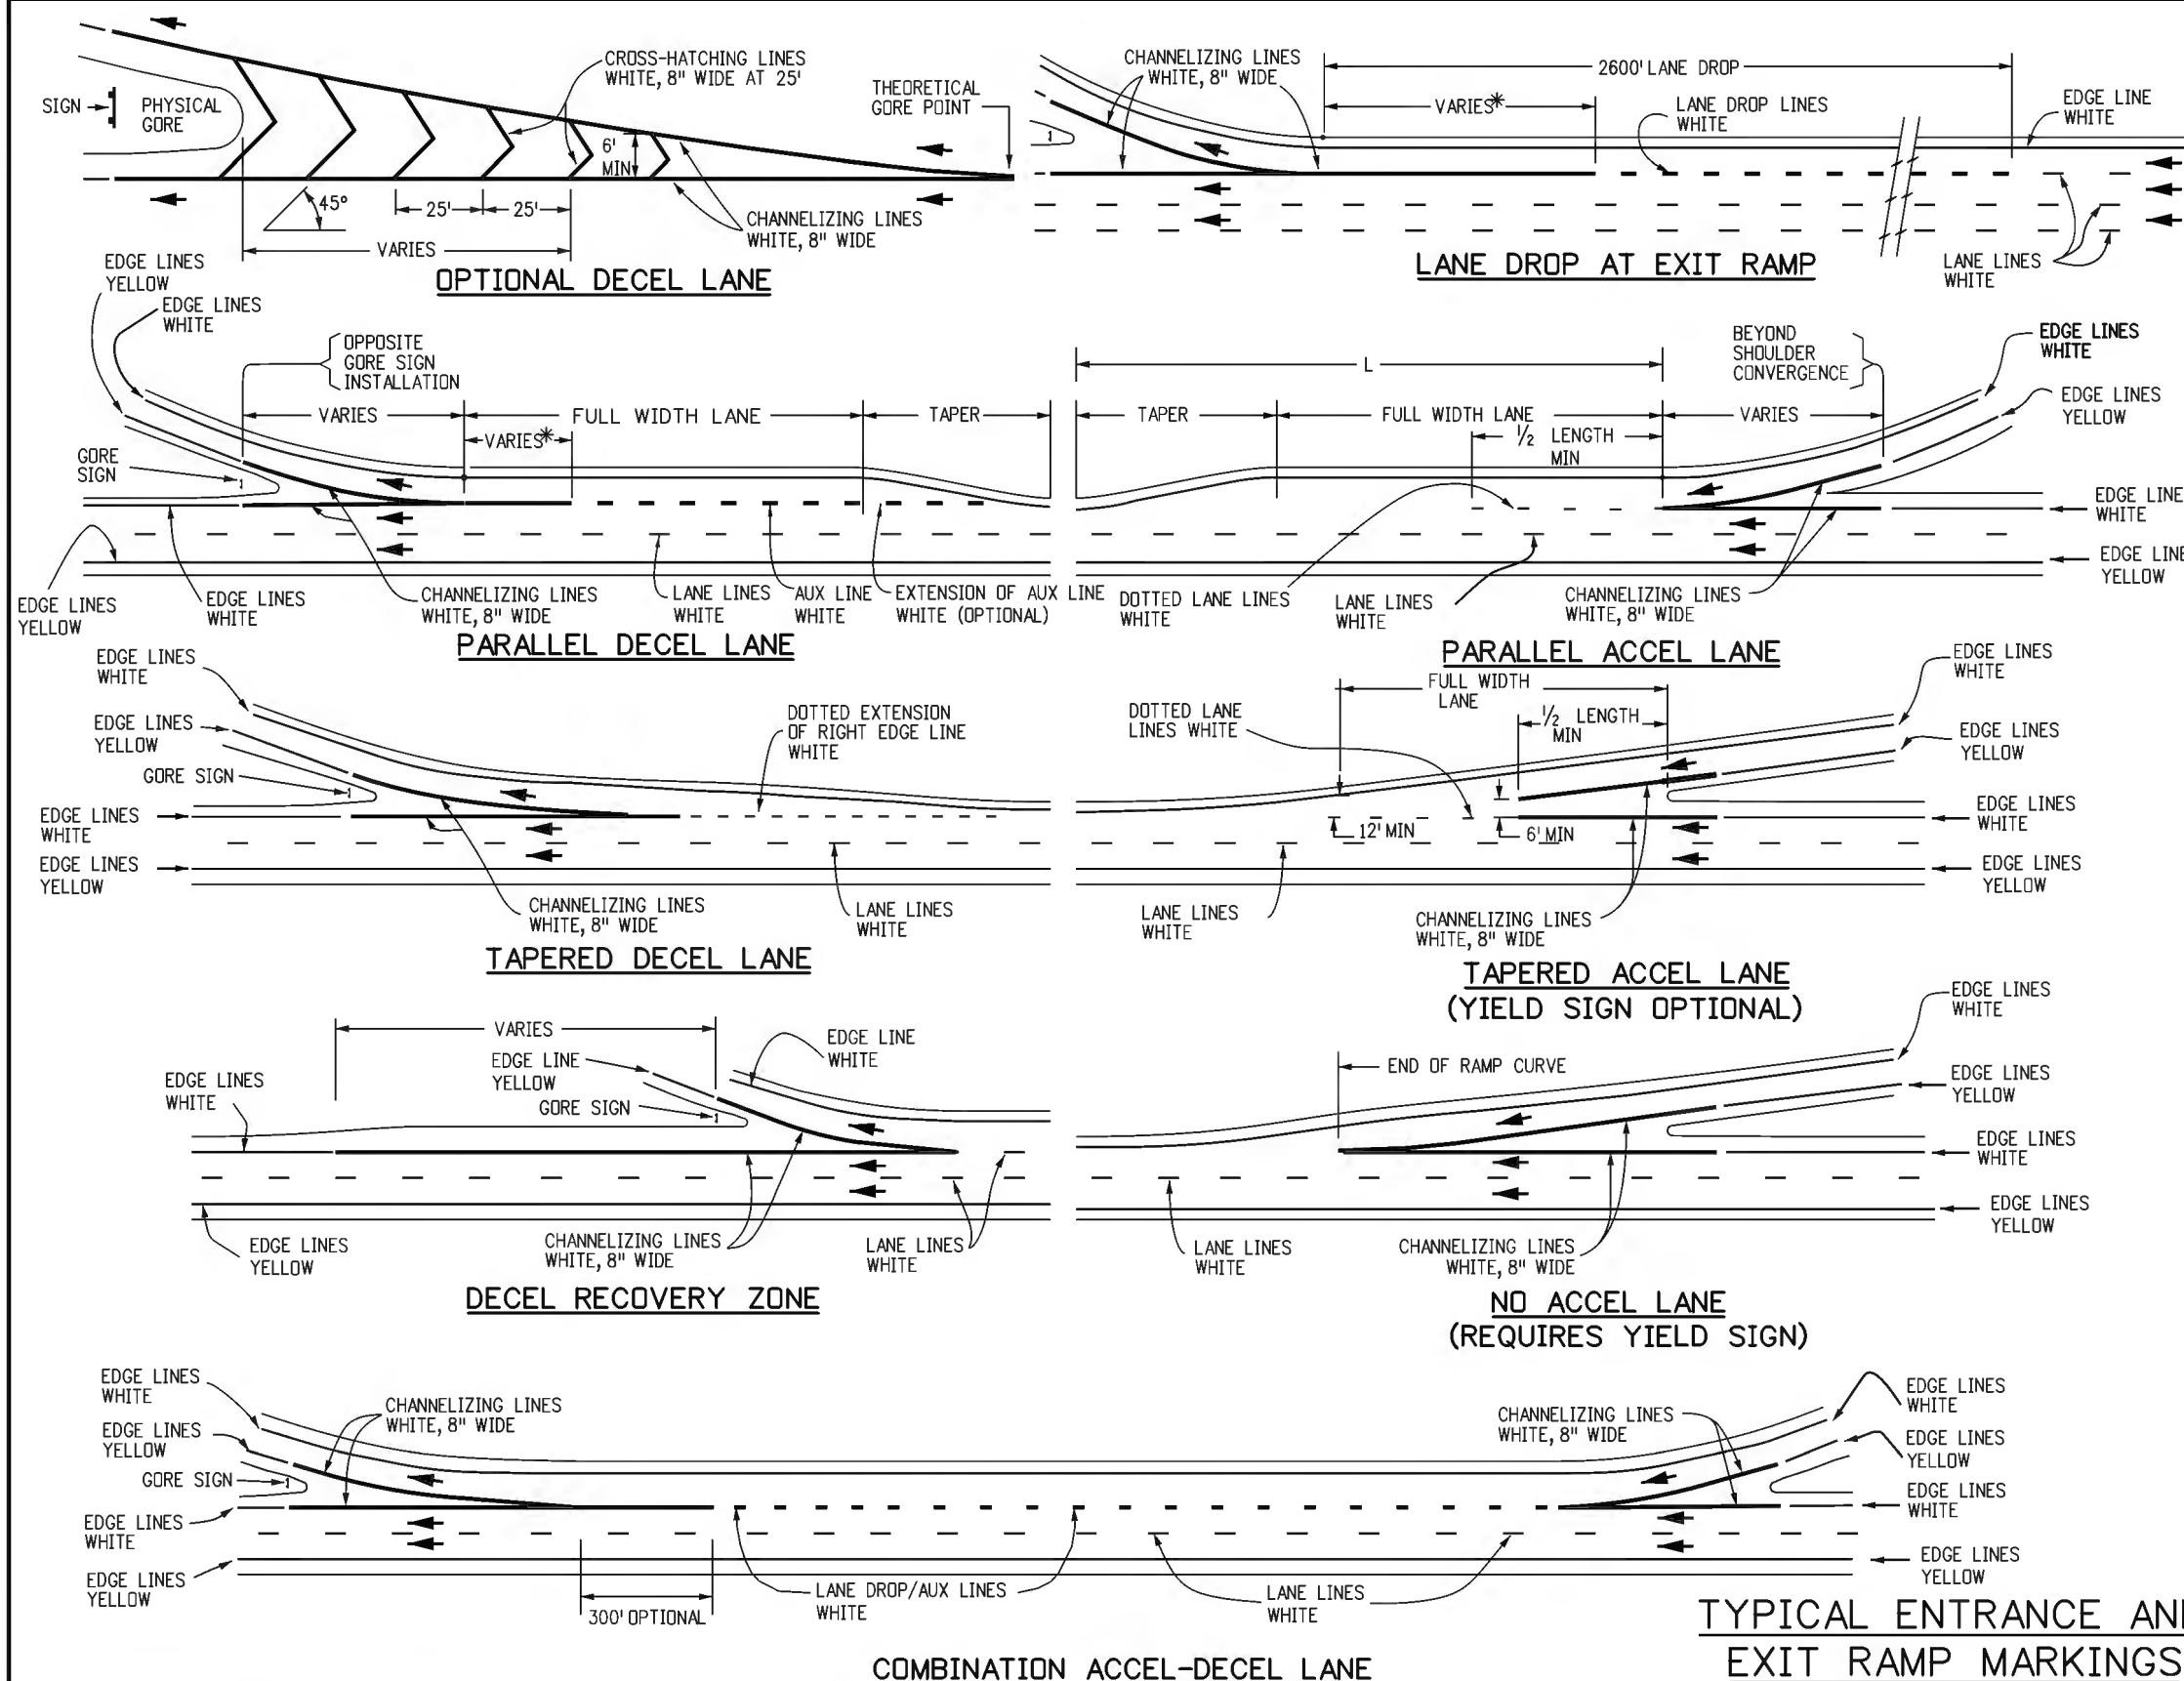 CROSS-HATCHING LINES
WHITE, 8" WIDE AT 25'
SIGN
PHYSICAL
GORE
THEORETICAL
GORE POINT
6'
MIN
45°
25'
25'
VARIES
CHANNELIZING LINES
WHITE, 8" WIDE
OPTIONAL DECEL LANE
CHANNELIZING LINES
WHITE, 8" WIDE
2600' LANE DROP
VARIES*
LANE DROP LINES
WHITE
EDGE LINE
WHITE
1
LANE LINES
WHITE
LANE DROP AT EXIT RAMP
EDGE LINES
YELLOW
EDGE LINES
WHITE
OPPOSITE
GORE SIGN
INSTALLATION
VARIES
FULL WIDTH LANE
TAPER
VARIES*
GORE
SIGN
1
EDGE LINES
YELLOW
EDGE LINES
WHITE
CHANNELIZING LINES
WHITE, 8" WIDE
LANE LINES
WHITE
AUX LINE
WHITE
EXTENSION OF AUX LINE
WHITE (OPTIONAL)
PARALLEL DECEL LANE
L
BEYOND
SHOULDER
CONVERGENCE
EDGE LINES
WHITE
TAPER
FULL WIDTH LANE
VARIES
EDGE LINES
YELLOW
1/2 LENGTH
MIN
EDGE LINE
WHITE
EDGE LINE
YELLOW
DOTTED LANE LINES
WHITE
LANE LINES
WHITE
CHANNELIZING LINES
WHITE, 8" WIDE
PARALLEL ACCEL LANE
EDGE LINES
WHITE
EDGE LINES
YELLOW
DOTTED EXTENSION
OF RIGHT EDGE LINE
WHITE
GORE SIGN
1
EDGE LINES
WHITE
EDGE LINES
YELLOW
CHANNELIZING LINES
WHITE, 8" WIDE
LANE LINES
WHITE
TAPERED DECEL LANE
FULL WIDTH
LANE
EDGE LINES
WHITE
DOTTED LANE
LINES WHITE
1/2 LENGTH
MIN
EDGE LINES
YELLOW
EDGE LINES
WHITE
12' MIN
6' MIN
EDGE LINES
YELLOW
LANE LINES
WHITE
CHANNELIZING LINES
WHITE, 8" WIDE
TAPERED ACCEL LANE
(YIELD SIGN OPTIONAL)
VARIES
EDGE LINE
YELLOW
EDGE LINE
WHITE
EDGE LINES
WHITE
GORE SIGN
1
EDGE LINES
YELLOW
CHANNELIZING LINES
WHITE, 8" WIDE
LANE LINES
WHITE
DECEL RECOVERY ZONE
EDGE LINES
WHITE
END OF RAMP CURVE
EDGE LINES
YELLOW
EDGE LINES
WHITE
EDGE LINES
YELLOW
LANE LINES
WHITE
CHANNELIZING LINES
WHITE, 8" WIDE
NO ACCEL LANE
(REQUIRES YIELD SIGN)
EDGE LINES
WHITE
CHANNELIZING LINES
WHITE, 8" WIDE
EDGE LINES
YELLOW
GORE SIGN
1
EDGE LINES
WHITE
EDGE LINES
YELLOW
300' OPTIONAL
LANE DROP/AUX LINES
WHITE
LANE LINES
WHITE
CHANNELIZING LINES
WHITE, 8" WIDE
EDGE LINES
WHITE
EDGE LINES
YELLOW
EDGE LINES
WHITE
EDGE LINES
YELLOW
COMBINATION ACCEL-DECEL LANE
TYPICAL ENTRANCE AN
EXIT RAMP MARKINGS